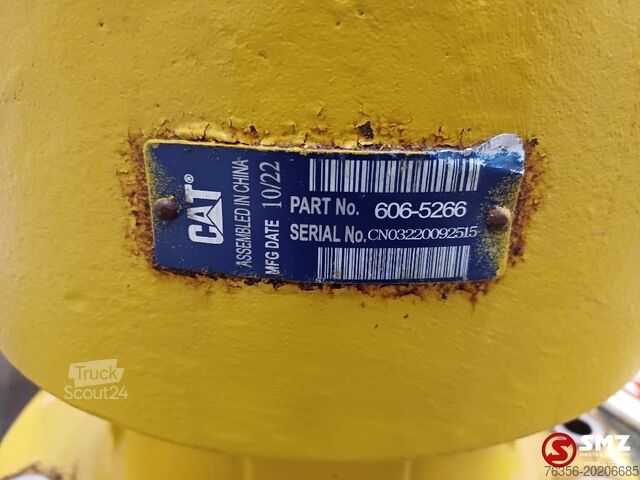 CAT®
ASSEMBLED IN CHINA
MFG DATE 10/22
PART No. 606-5266
SERIAL No. CN03220092515
Truck
Scout24
SMZ
76356-20206685